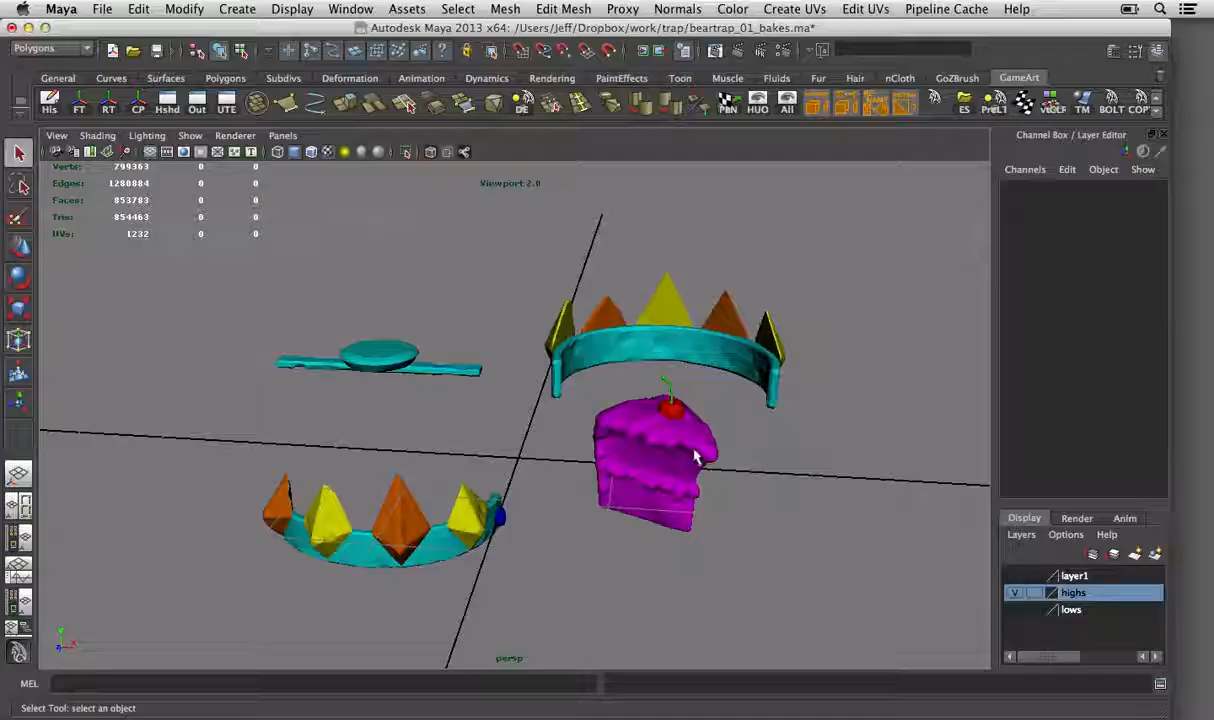 Maya File Edit Modify Create Display Window Assets Select Mesh Edit Mesh Proxy Normals Color Create UVs Edit UVs Pipeline Cache Help
Autodesk Maya 2013 x64: /Users/Jeff/Dropbox/work/trap/beartrap_01_bakes.ma*
Polygons
General Curves Surfaces Polygons Subdivs Deformation Animation Dynamics Rendering PaintEffects Toon Muscle Fluids Fur Hair nCloth GoZBrush GameArt
His FT RT CP Hshd Out UTE DE HUO All ES PreLT TM BOLT COP
View Shading Lighting Show Renderer Panels
Channel Box / Layer Editor
Channels Edit Object Show
Verts: 799363 0 0
Edges: 1280884 0 0
Faces: 853783 0 0
Tris: 854463 0 0
UVs: 1232 0 0
Viewport 2.0
persp
Display Render Anim
Layers Options Help
layer1
V highs
lows
MEL
Select Tool: select an object